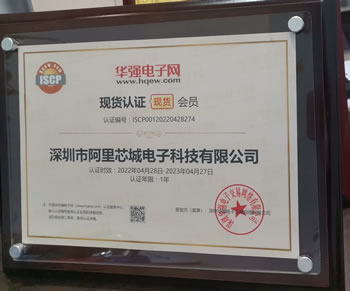 ISCP
华强电子网
www.hqew.com
现货认证 现货 会员
认证编号：ISCP00120220428274
深圳市阿里芯城电子科技有限公司
认证时效：2022年04月28日-2023年04月27日
认证年限：1年